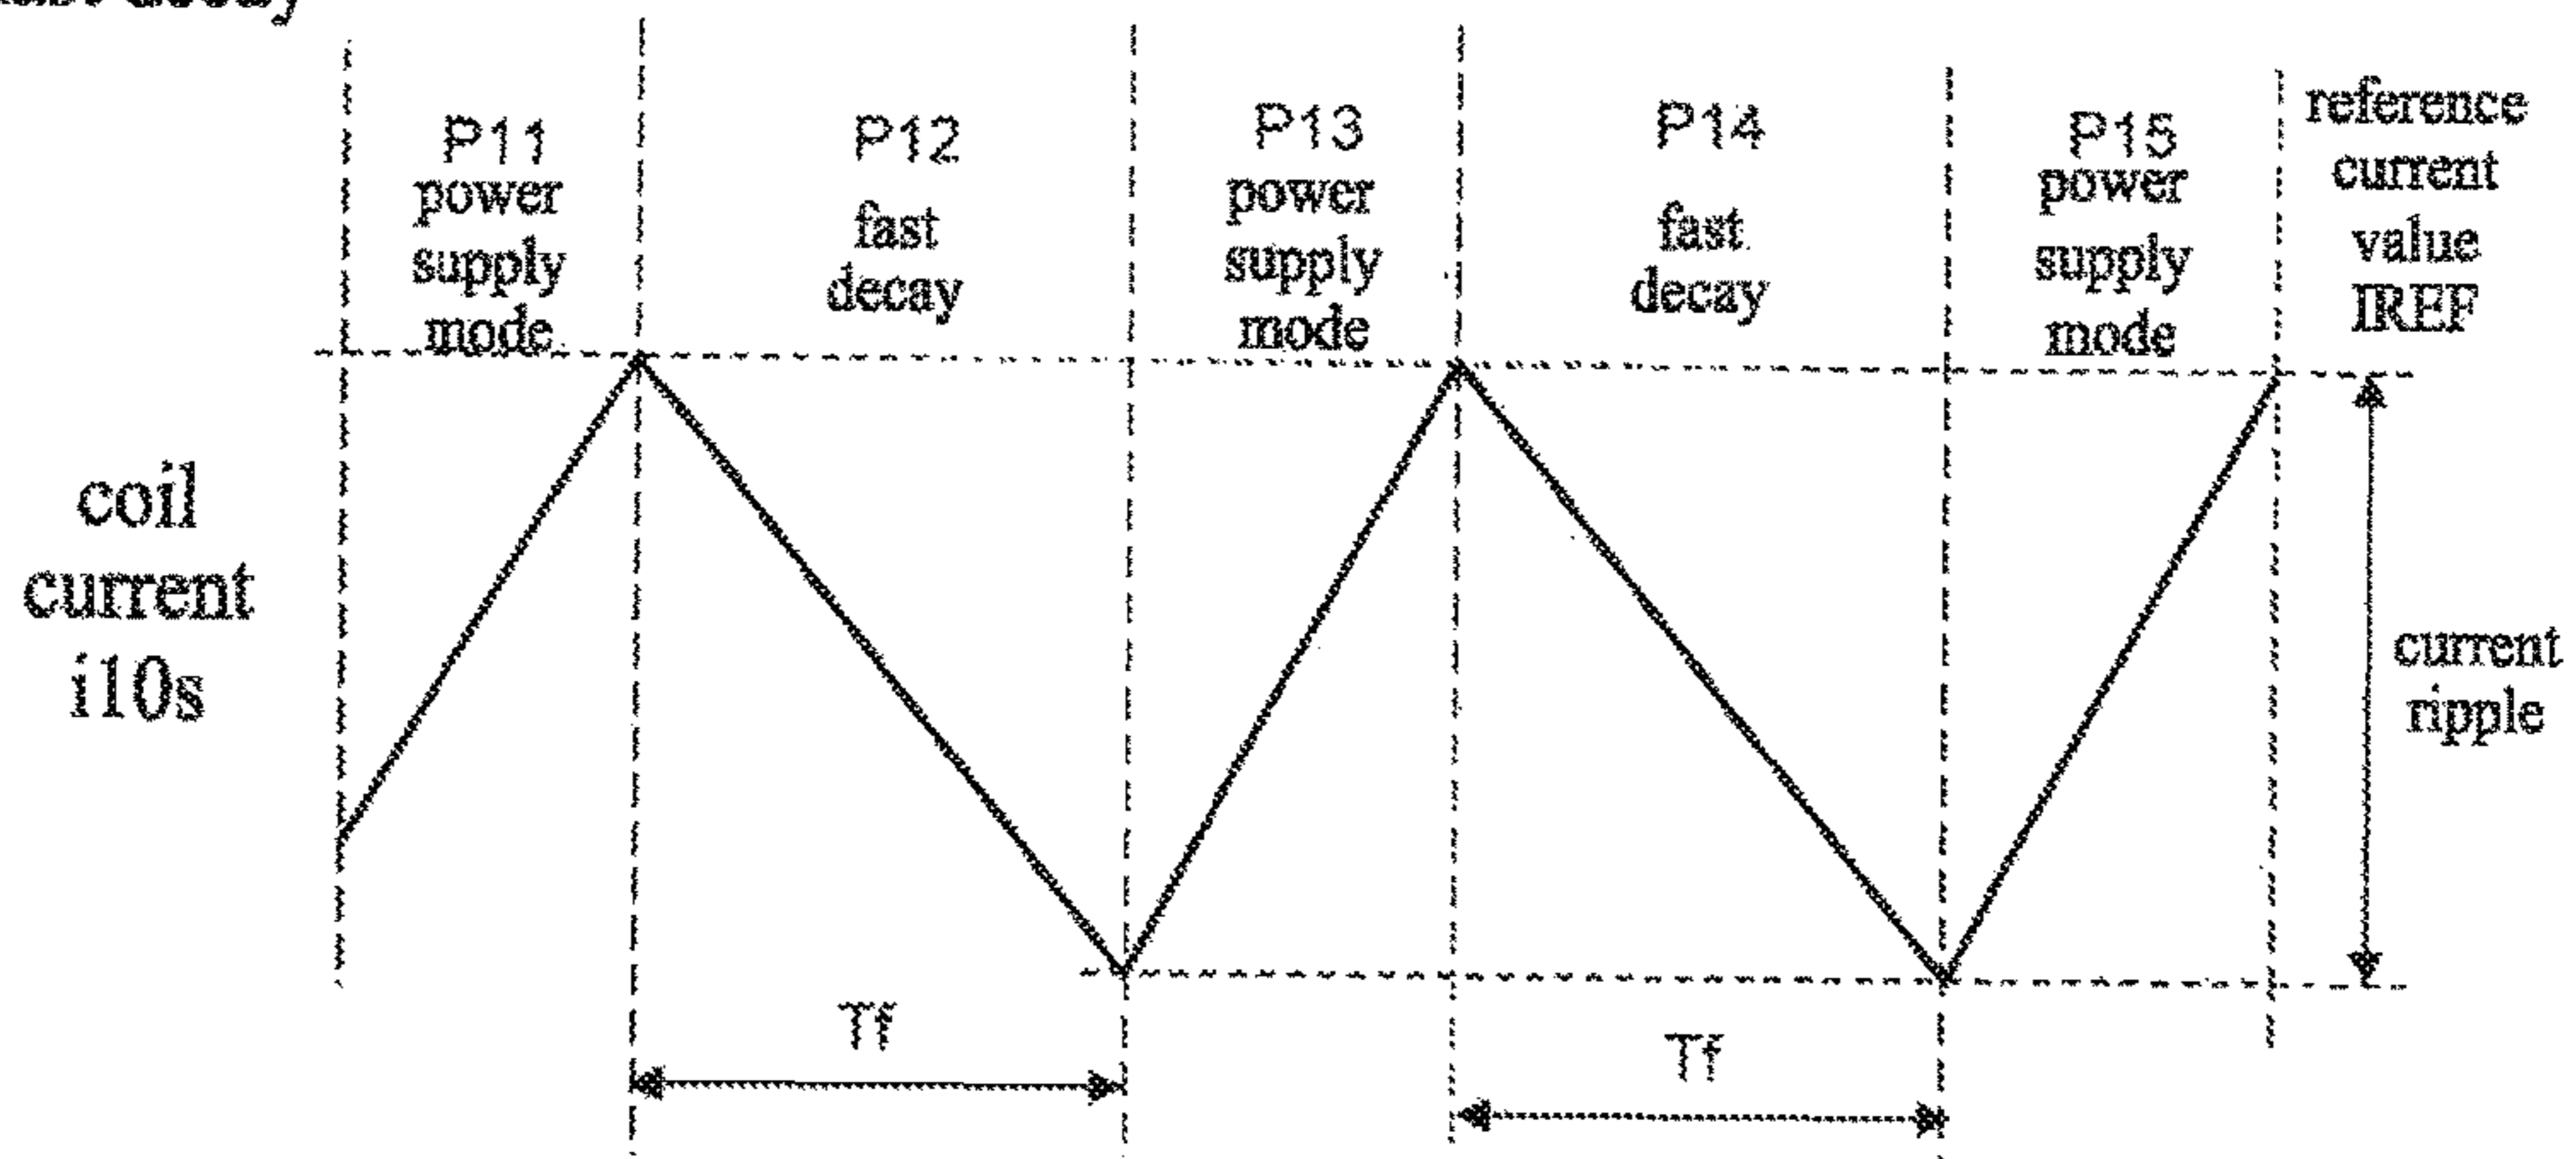 decay
P11
power
supply
mode
P12
fast
decay
P13
power
supply
mode
P14
fast
decay
P15
power
supply
mode
reference
current
value
IREF
coil
current
i10s
current
ripple
Tf
Tf